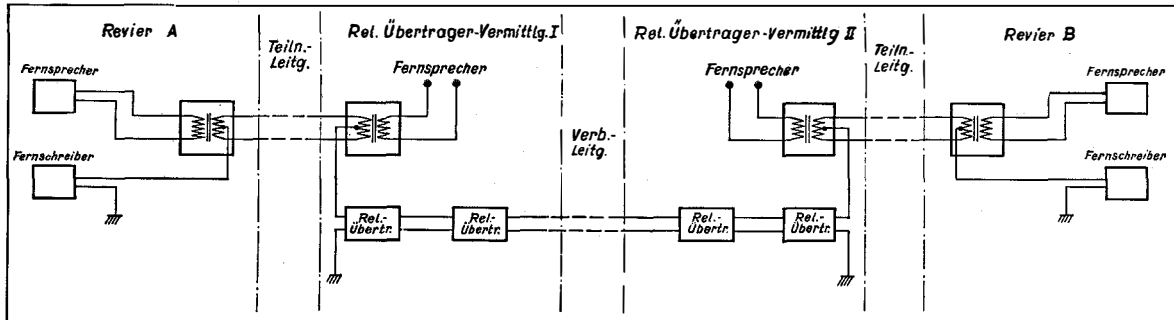 Revier A
Teiln.-
Leitg.
Rel. Übertrager-Vermittlg. I
Rel. Übertrager-Vermittlg II
Teiln.-
Leitg.
Revier B
Fernsprecher
Fernsprecher
Fernsprecher
Fernsprecher
Verb.-
Leitg.
Fernschreiber
Fernschreiber
Rel.-
Übertr.
Rel.-
Übertr.
Rel.-
Übertr.
Rel.-
Übertr.